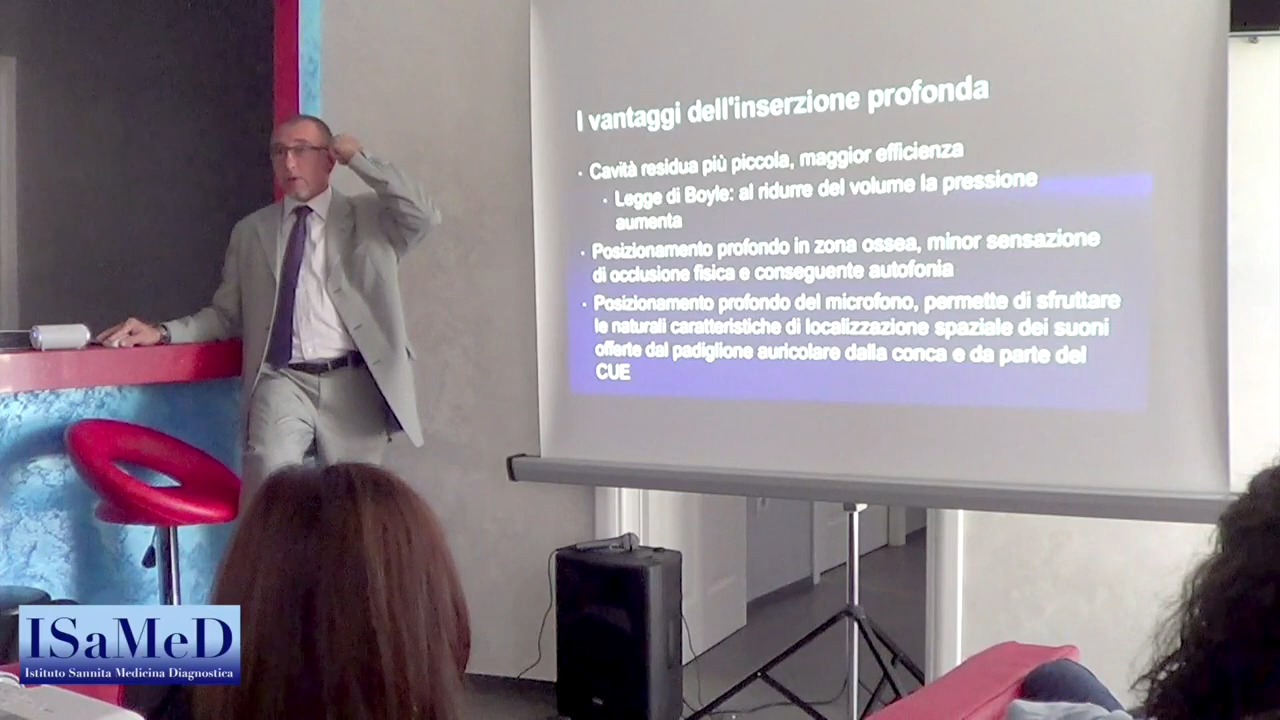 I vantaggi dell'inserzione profonda
· Cavità residua più piccola, maggior efficienza
· Legge di Boyle: al ridurre del volume la pressione
aumenta
· Posizionamento profondo in zona ossea, minor sensazione
di occlusione fisica e conseguente autofonia
· Posizionamento profondo del microfono, permette di sfruttare
le naturali caratteristiche di localizzazione spaziale dei suoni
offerte dal padiglione auricolare dalla conca e da parte del
CUE
ISaMeD
Istituto Sannita Medicina Diagnostica